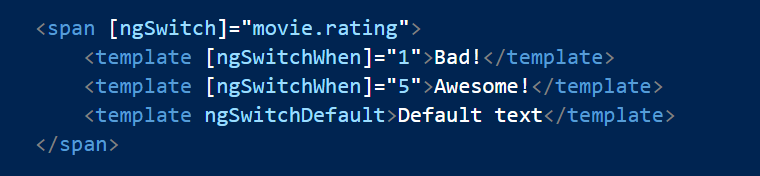 <span [ngSwitch]="movie.rating">
<template [ngSwitchWhen]="1">Bad!</template>
<template [ngSwitchWhen]="5">Awesome!</template>
<template ngSwitchDefault>Default text</template>
</span>